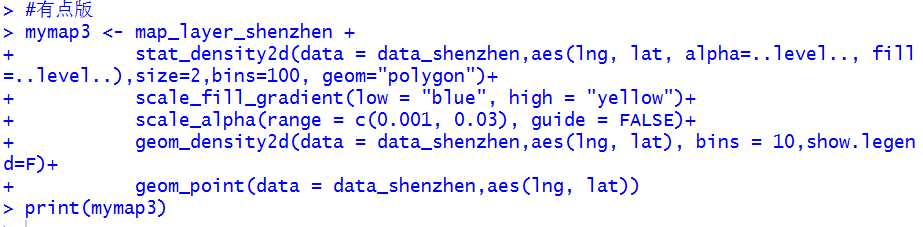 > #有点版
> mymap3 <- map_layer_shenzhen +
+         stat_density2d(data = data_shenzhen,aes(lng, lat, alpha=..level.., fill
=..level..),size=2,bins=100, geom="polygon")+
+         scale_fill_gradient(low = "blue", high = "yellow")+
+         scale_alpha(range = c(0.001, 0.03), guide = FALSE)+
+         geom_density2d(data = data_shenzhen,aes(lng, lat), bins = 10,show.legen
d=F)+
+         geom_point(data = data_shenzhen,aes(lng, lat))
> print(mymap3)